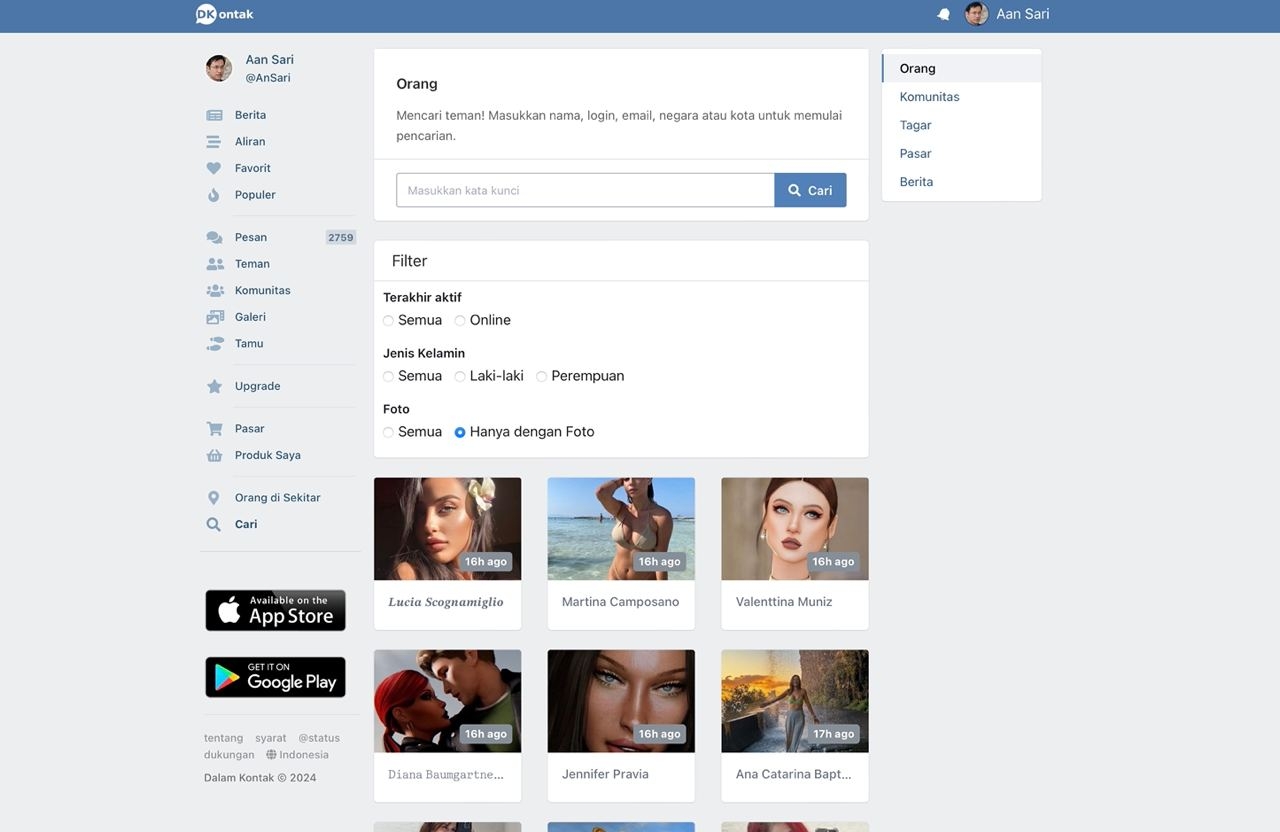 DK ontak
Aan Sari
Aan Sari
@AnSari
Berita
Aliran
Favorit
Populer
Pesan 2759
Teman
Komunitas
Galeri
Tamu
Upgrade
Pasar
Produk Saya
Orang di Sekitar
Cari
Available on the
App Store
GET IT ON
Google Play
tentang syarat @status
dukungan Indonesia
Dalam Kontak © 2024
Orang
Mencari teman! Masukkan nama, login, email, negara atau kota untuk memulai
pencarian.
Masukkan kata kunci
Cari
Filter
Terakhir aktif
Semua Online
Jenis Kelamin
Semua Laki-laki Perempuan
Foto
Semua Hanya dengan Foto
16h ago
16h ago
16h ago
Lucia Scognamiglio
Martina Camposano
Valenttina Muniz
16h ago
16h ago
17h ago
Diana Baumgartne...
Jennifer Pravia
Ana Catarina Bapt...
Orang
Komunitas
Tagar
Pasar
Berita